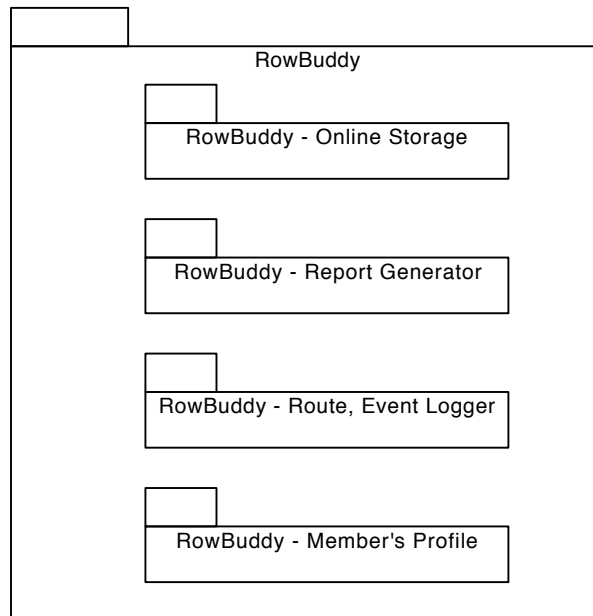 RowBuddy
RowBuddy - Online Storage
RowBuddy - Report Generator
RowBuddy - Route, Event Logger
RowBuddy - Member's Profile